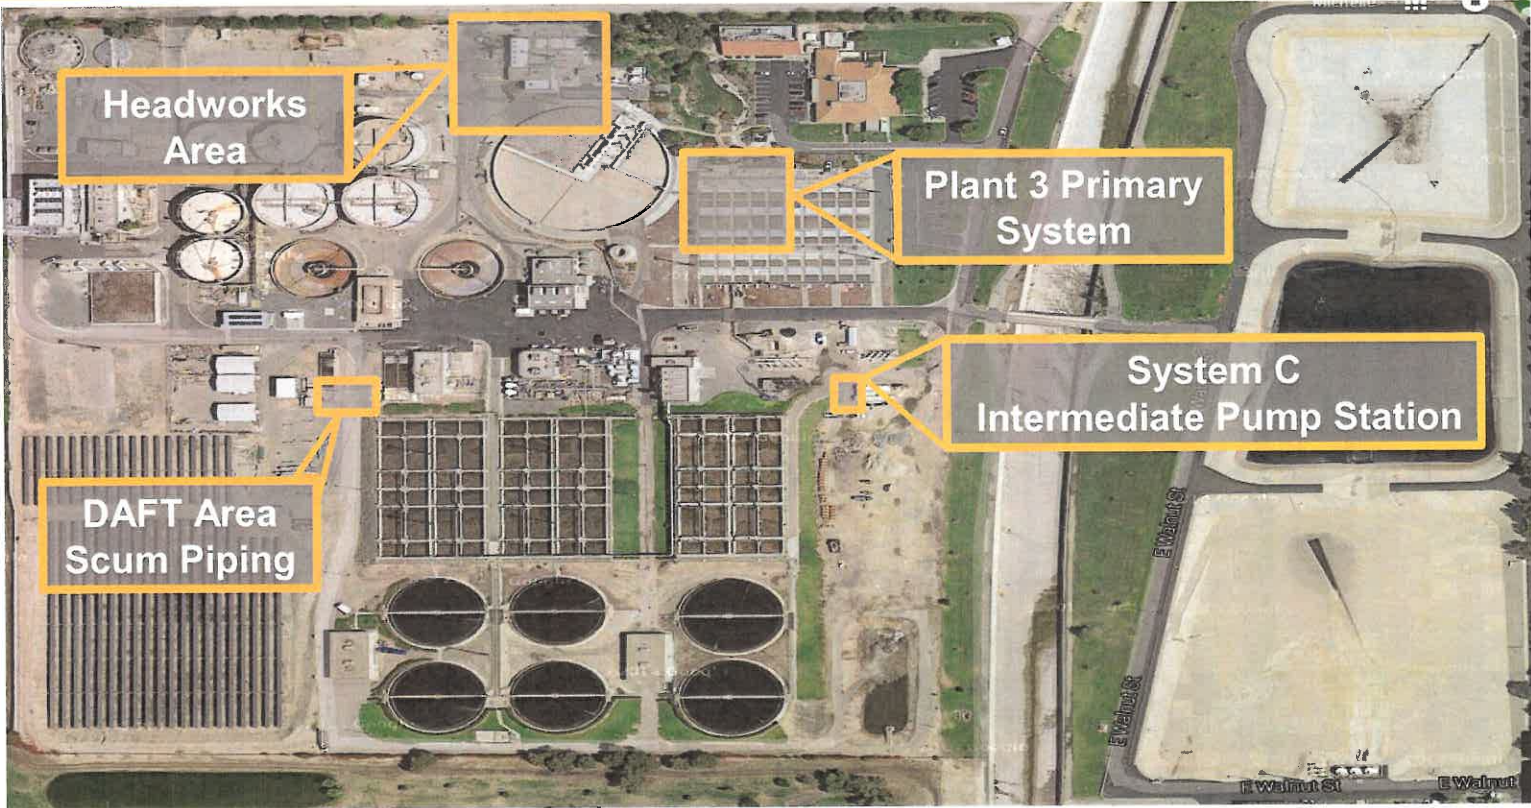 Headworks
Area
Plant 3 Primary
System
System C
Intermediate Pump Station
DAFT Area
Scum Piping
E Walnut St
E Walnut St
E Walnut St
E Walnut